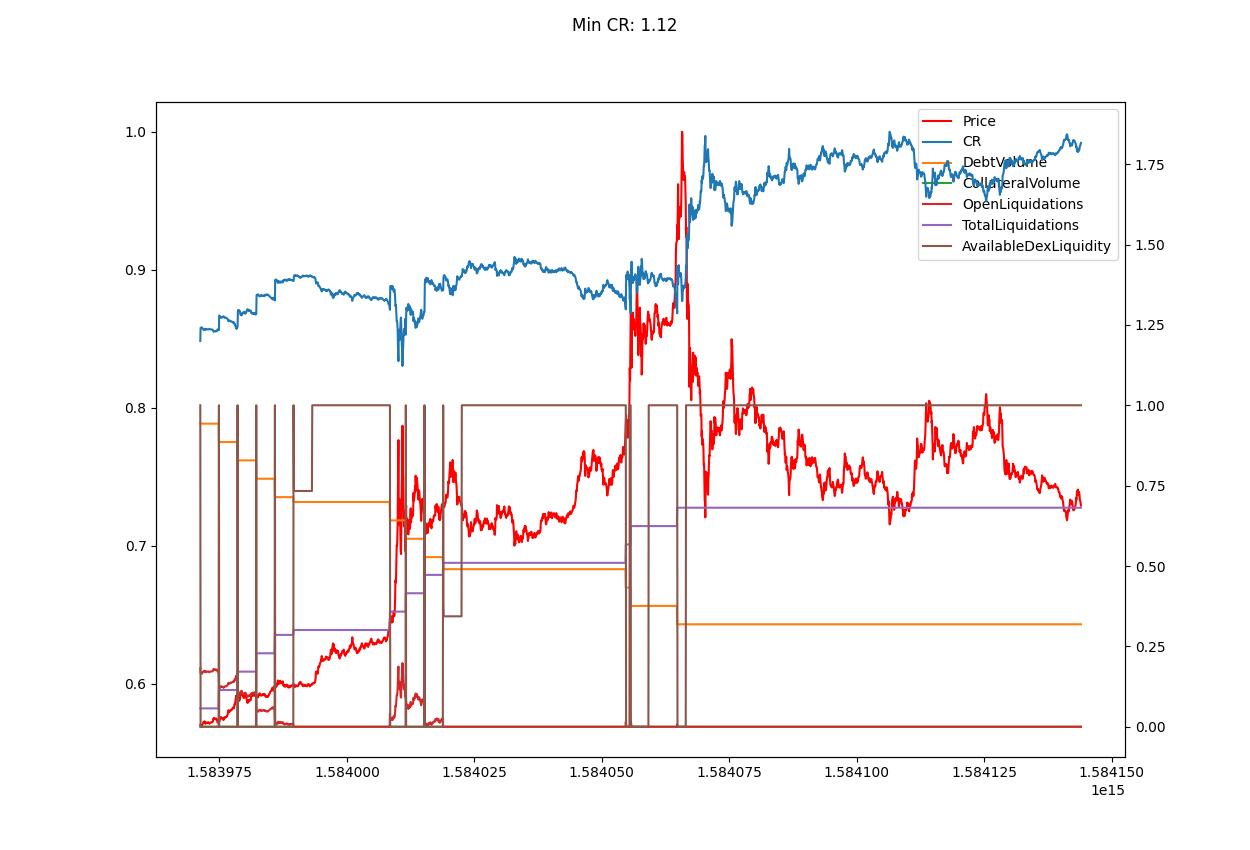 Min CR: 1.12
1.0
0.9
0.8
0.7
0.6
1.75
1.50
1.25
1.00
0.75
0.50
0.25
0.00
Price
CR
DebtVolume
CollateralVolume
OpenLiquidations
TotalLiquidations
AvailableDexLiquidity
1.583975 1.584000 1.584025 1.584050 1.584075 1.584100 1.584125 1.584150
1e15